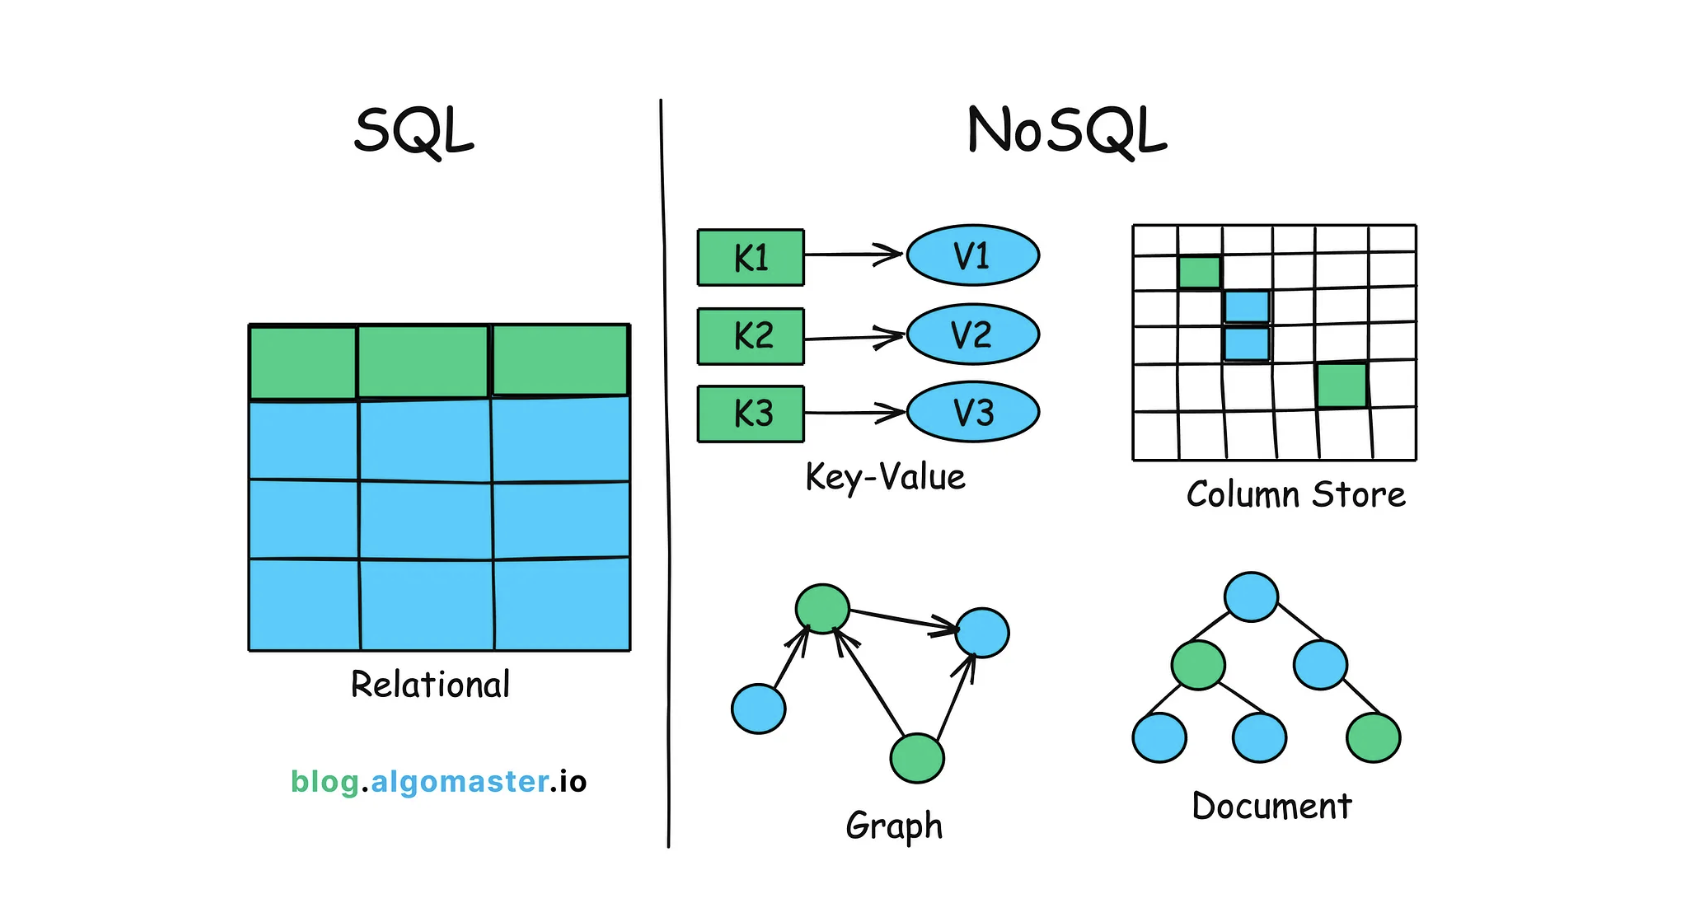 SQL
NoSQL
Relational
blog.algomaster.io
K1
V1
K2
V2
K3
V3
Key-Value
Column Store
Graph
Document